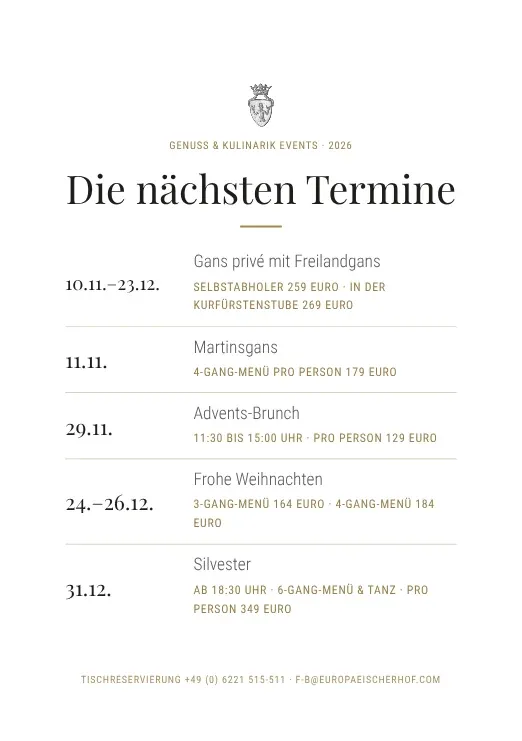 GENUSS & KULINARIK EVENTS · 2026
Die nächsten Termine
10.11.–23.12.
Gans privé mit Freilandgans
SELBSTABHOLER 259 EURO · IN DER
KURFÜRSTENSTUBE 269 EURO
11.11.
Martinsgans
4-GANG-MENÜ PRO PERSON 179 EURO
29.11.
Advents-Brunch
11:30 BIS 15:00 UHR · PRO PERSON 129 EURO
24.–26.12.
Frohe Weihnachten
3-GANG-MENÜ 164 EURO · 4-GANG-MENÜ 184
EURO
31.12.
Silvester
AB 18:30 UHR · 6-GANG-MENÜ & TANZ · PRO
PERSON 349 EURO
TISCHRESERVIERUNG +49 (0) 6221 515-511 · F-B@EUROPAEISCHERHOF.COM